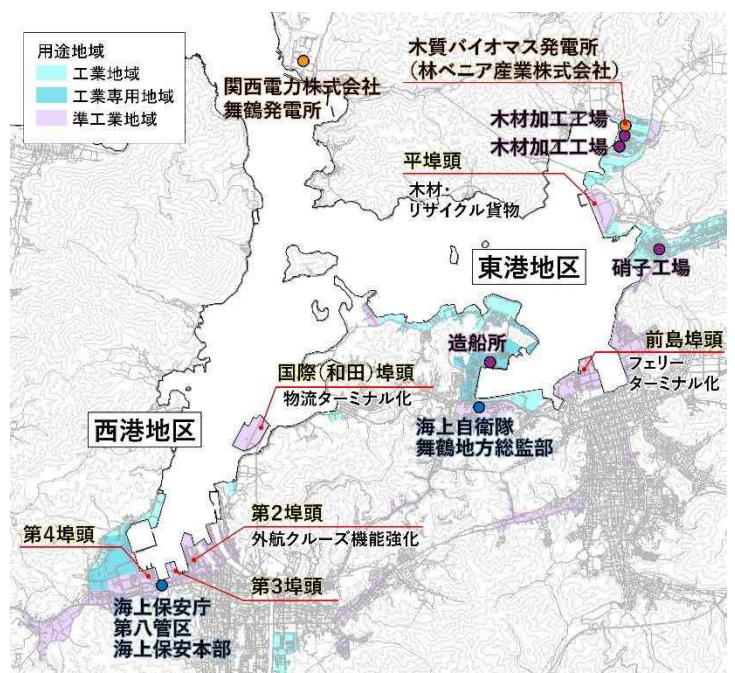 用途地域
工業地域
工業専用地域
準工業地域
関西電力株式会社
舞鶴発電所
木質バイオマス発電所
(林ベニア産業株式会社)
木材加工工場
木材加工工場
平埠頭
木材・
リサイクル貨物
東港地区
硝子工場
造船所
前島埠頭
フェリー
ターミナル化
国際(和田)埠頭
物流ターミナル化
海上自衛隊
舞鶴地方総監部
西港地区
第2埠頭
外航クルーズ機能強化
第4埠頭
第3埠頭
海上保安庁
第八管区
海上保安本部